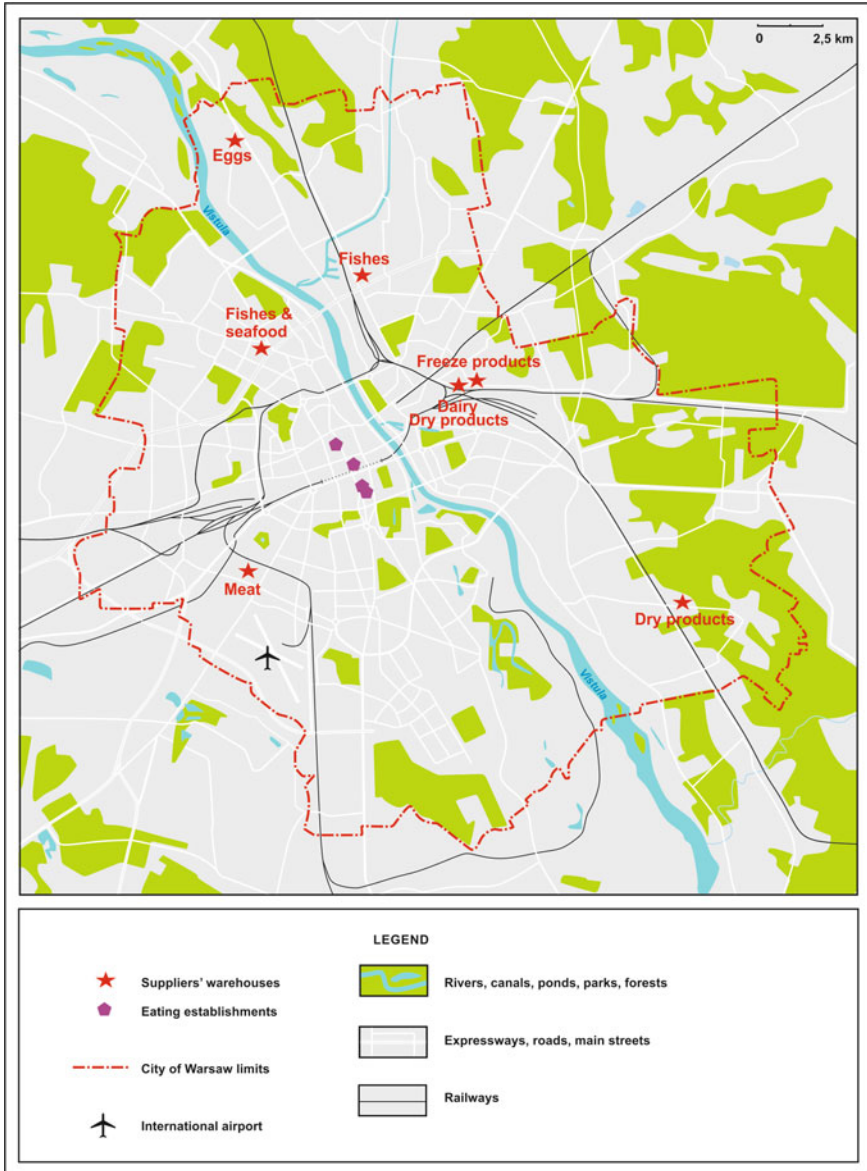 0 2,5 km
Eggs
Vistula
Fishes
Fishes &
seafood
Freeze products
Dairy
Dry products
Meat
Dry products
Vistula
LEGEND
Suppliers' warehouses
Eating establishments
City of Warsaw limits
International airport
Rivers, canals, ponds, parks, forests
Expressways, roads, main streets
Railways